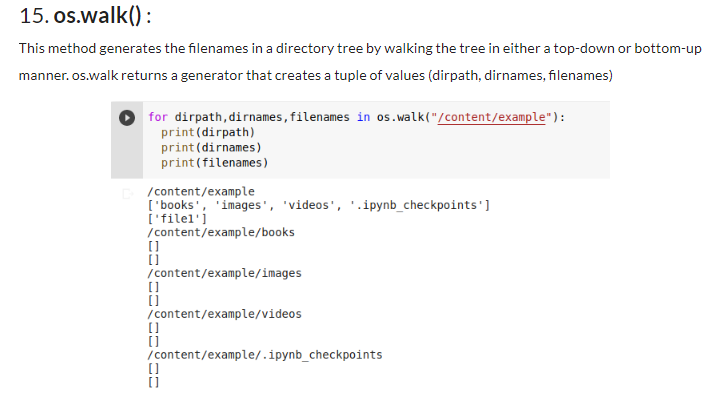 15. os.walk() :
This method generates the filenames in a directory tree by walking the tree in either a top-down or bottom-up
manner. os.walk returns a generator that creates a tuple of values (dirpath, dirnames, filenames)
for dirpath,dirnames,filenames in os.walk("/content/example"):
  print(dirpath)
  print(dirnames)
  print(filenames)
/content/example
['books', 'images', 'videos', '.ipynb_checkpoints']
['file1']
/content/example/books
[]
[]
/content/example/images
[]
[]
/content/example/videos
[]
[]
/content/example/.ipynb_checkpoints
[]
[]